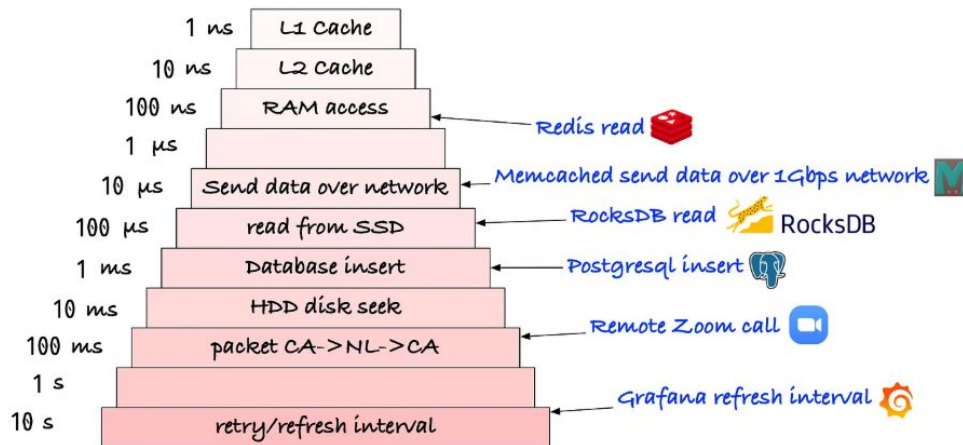 1 ns L1 Cache
10 ns L2 Cache
100 ns RAM access
Redis read
1 µs
10 µs Send data over network Memcached send data over 1Gbps network M
100 µs read from SSD RocksDB read RocksDB
1 ms Database insert Postgresql insert
10 ms HDD disk seek
Remote Zoom call
100 ms packet CA->NL->CA
1 s
Grafana refresh interval
10 s retry/refresh interval